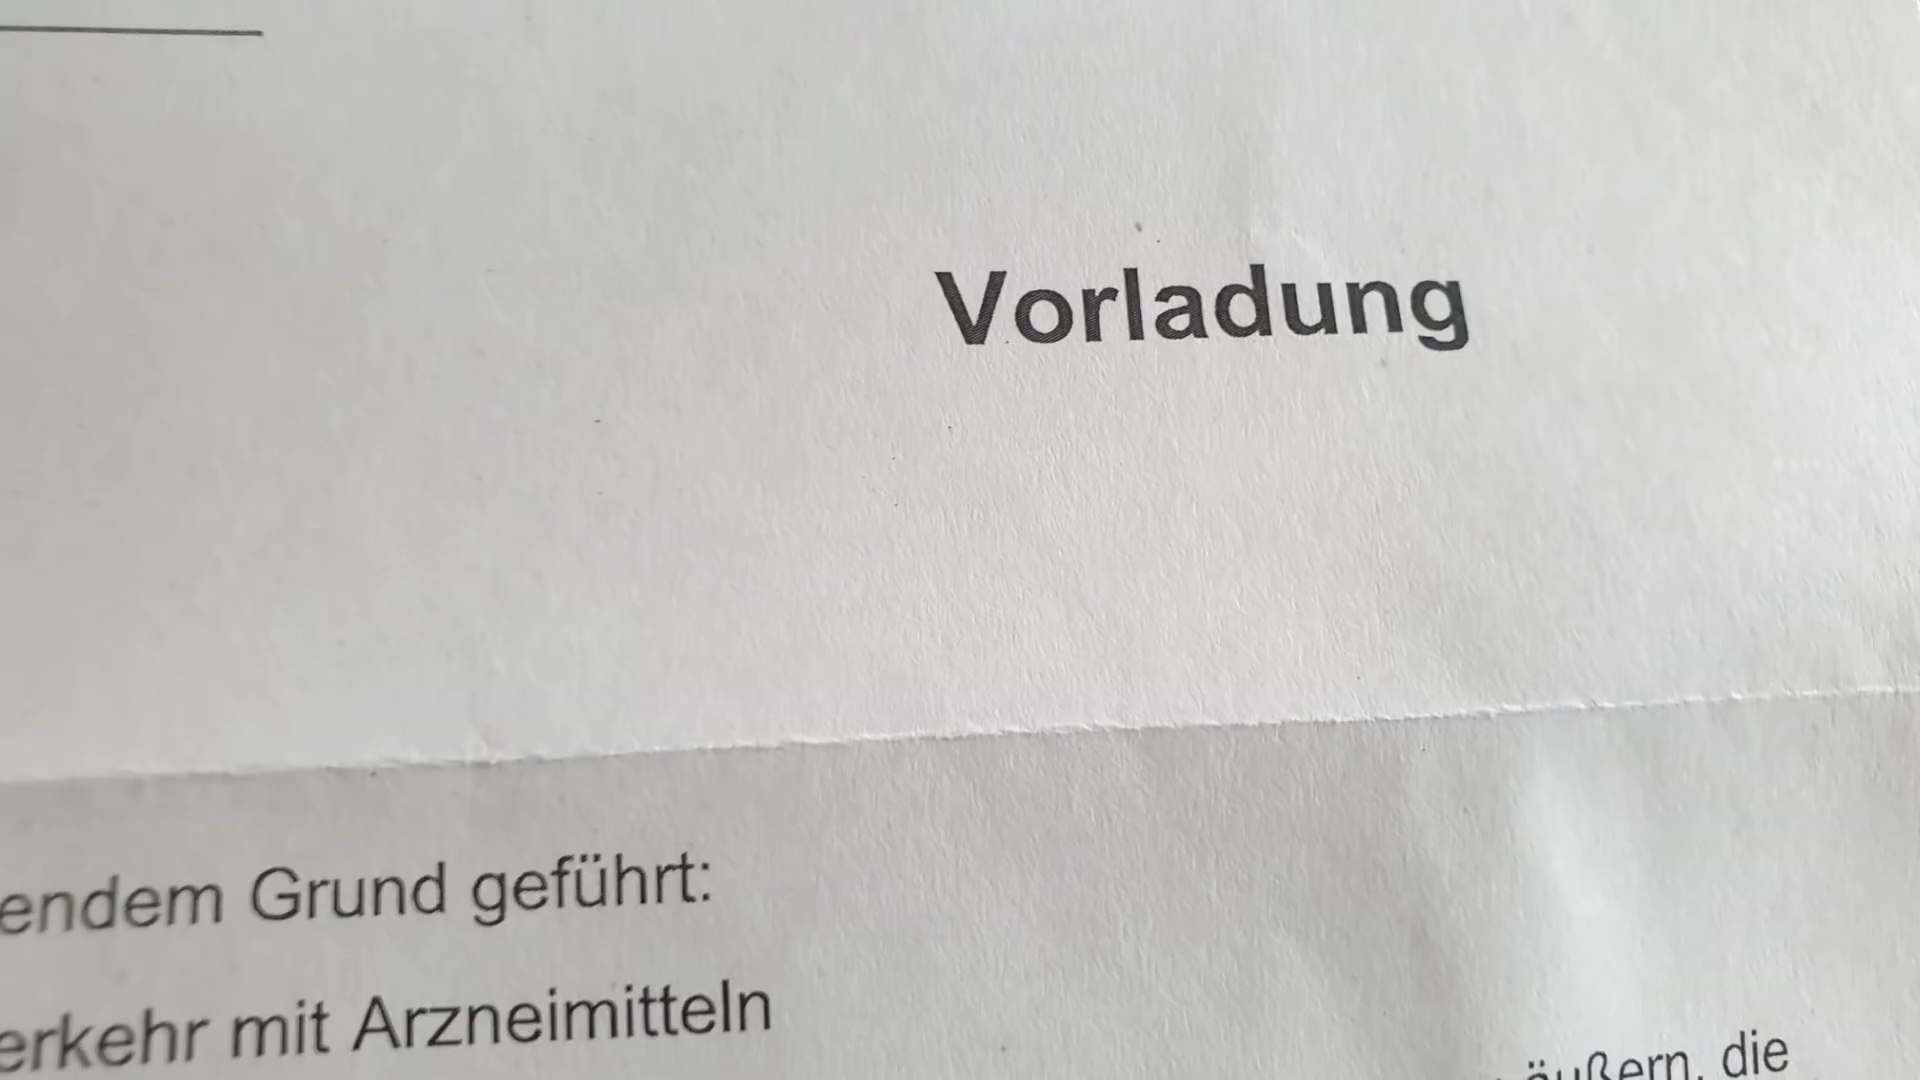 Vorladung
endem Grund geführt:
erkehr mit Arzneimitteln
äußern, die